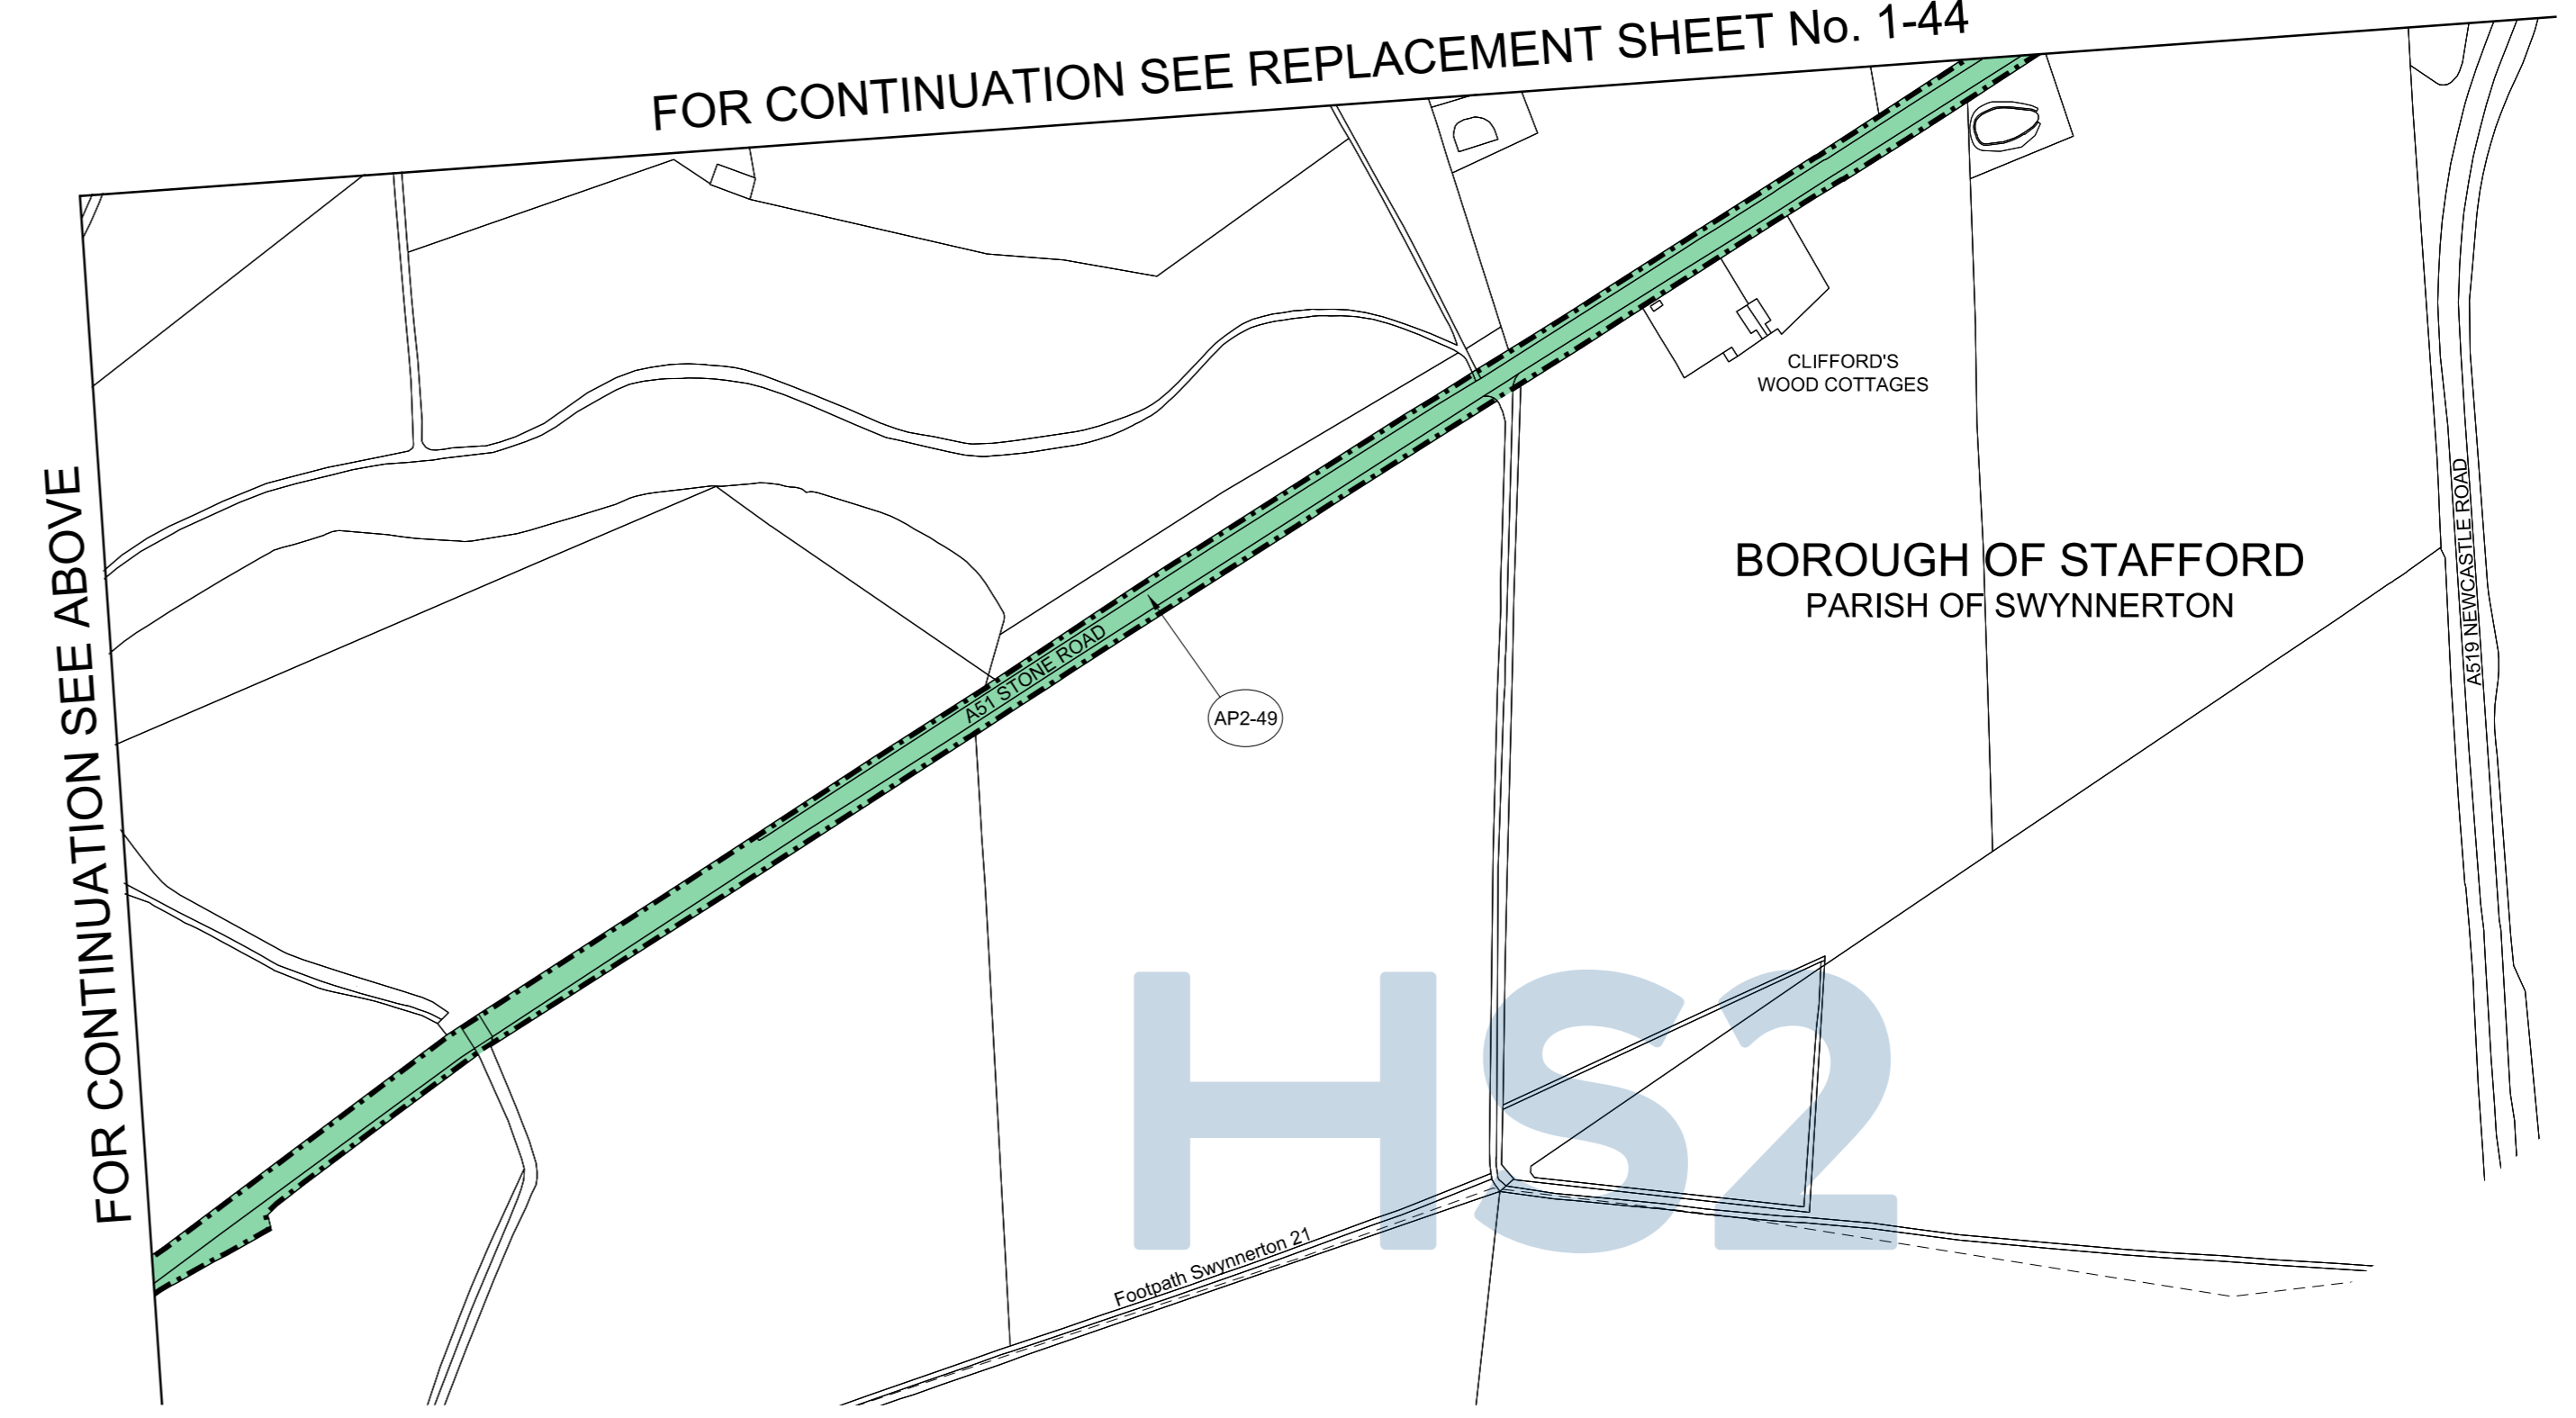 FOR CONTINUATION SEE REPLACEMENT SHEET No. 1-44
FOR CONTINUATION SEE ABOVE
CLIFFORD'S
WOOD COTTAGES
A519 NEWCASTLE ROAD
BOROUGH OF STAFFORD
PARISH OF SWYNNERTON
A51 STONE ROAD
AP2-49
HS2
Footpath Swynnerton 21